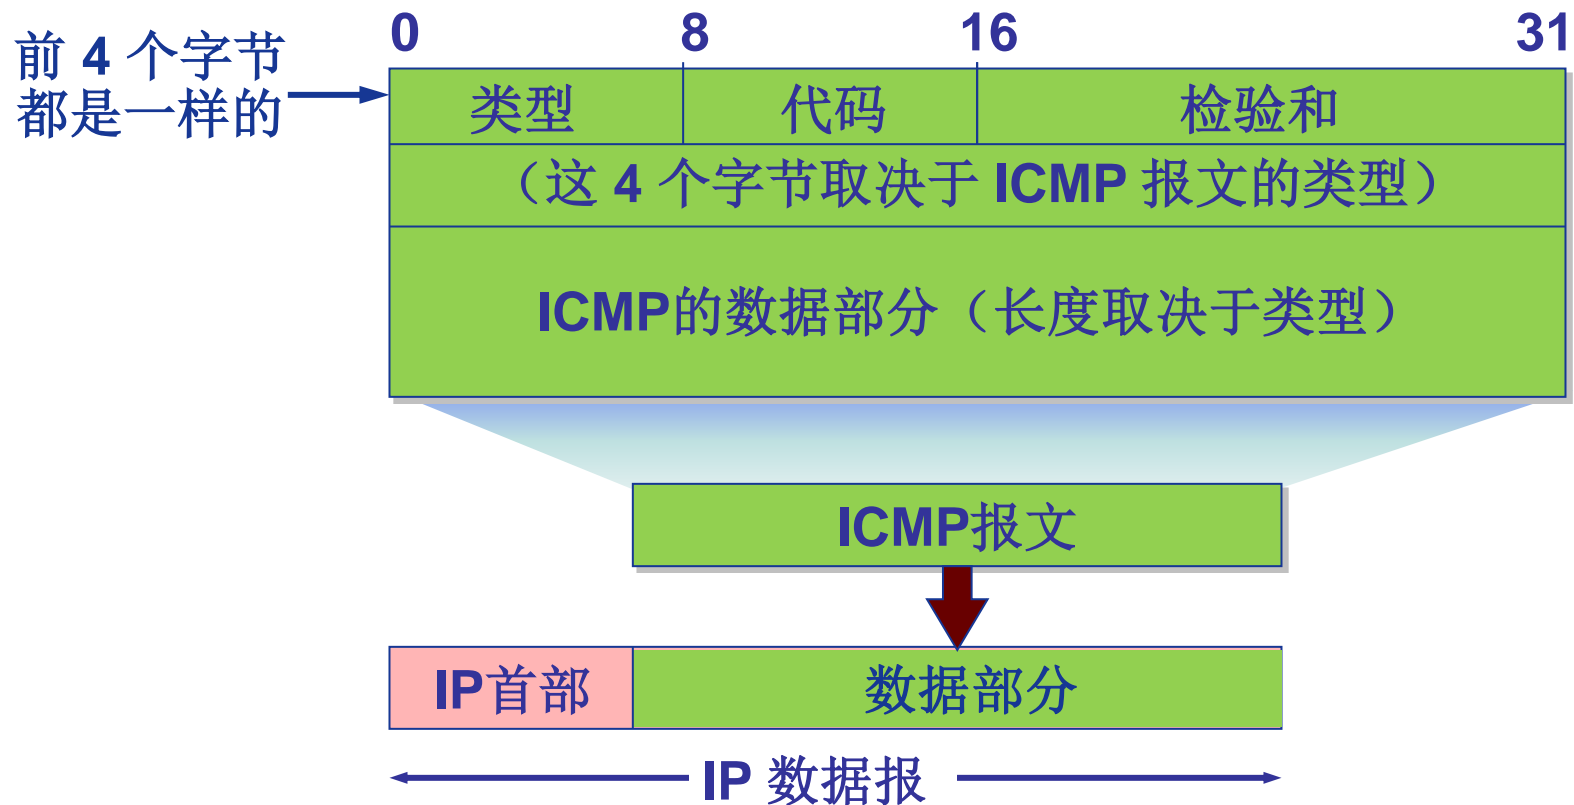 0 8 16 31
前 4 个字节
都是一样的
类型 代码 检验和
（这 4 个字节取决于 ICMP 报文的类型）
ICMP的数据部分（长度取决于类型）
ICMP报文
IP首部 数据部分
IP 数据报